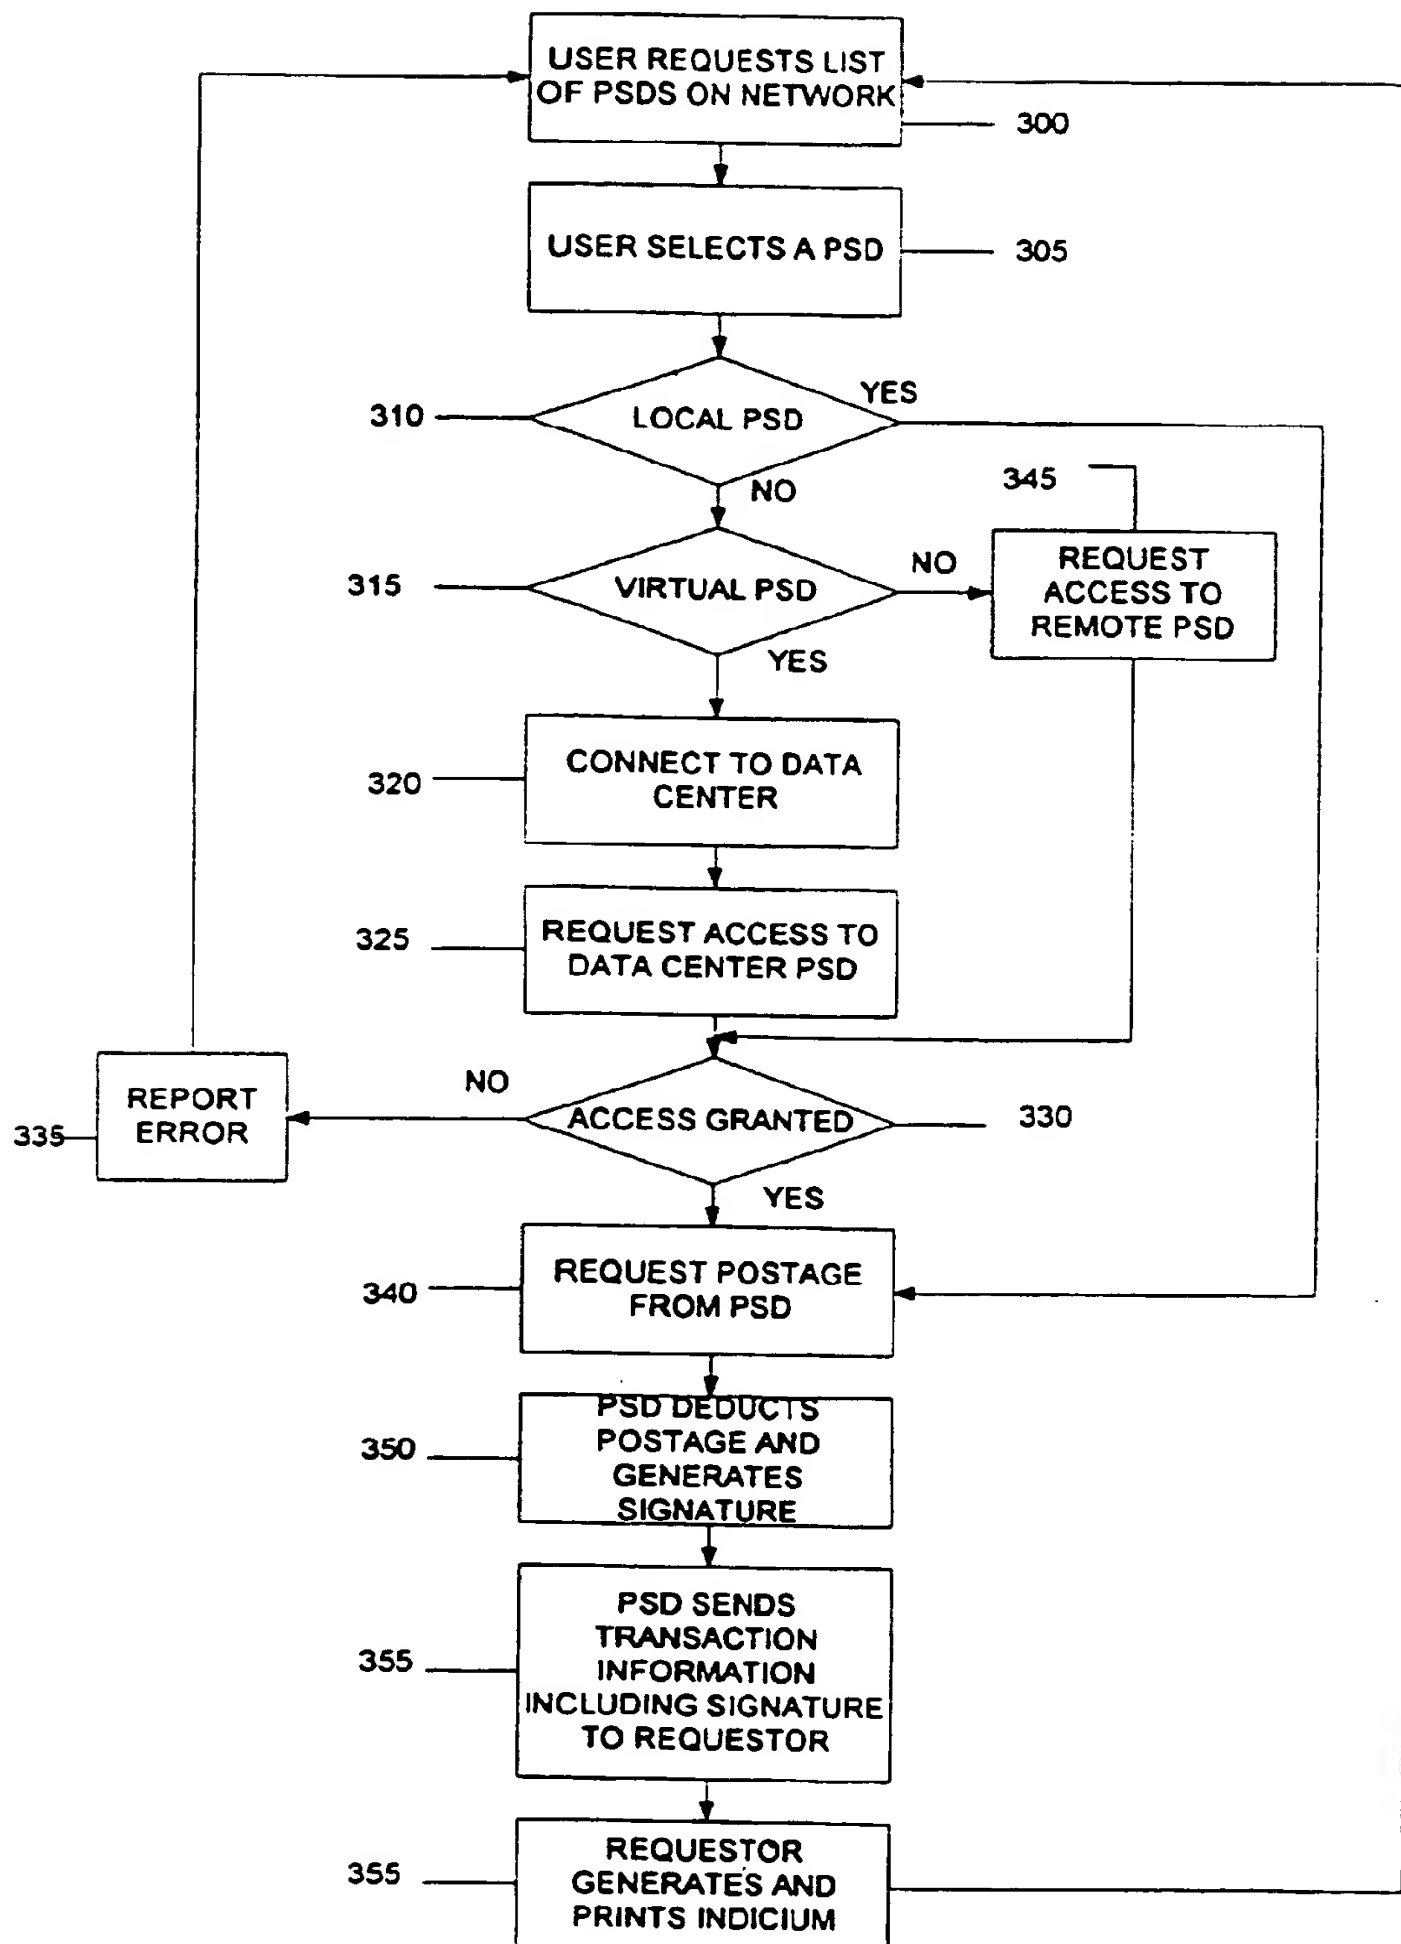 USER REQUESTS LIST
OF PSDS ON NETWORK
300
USER SELECTS A PSD
305
310
LOCAL PSD
YES
NO
345
315
VIRTUAL PSD
NO
REQUEST
ACCESS TO
REMOTE PSD
YES
320
CONNECT TO DATA
CENTER
325
REQUEST ACCESS TO
DATA CENTER PSD
REPORT
ERROR
335
NO
ACCESS GRANTED
330
YES
340
REQUEST POSTAGE
FROM PSD
350
PSD DEDUCTS
POSTAGE AND
GENERATES
SIGNATURE
355
PSD SENDS
TRANSACTION
INFORMATION
INCLUDING SIGNATURE
TO REQUESTOR
355
REQUESTOR
GENERATES AND
PRINTS INDICIUM